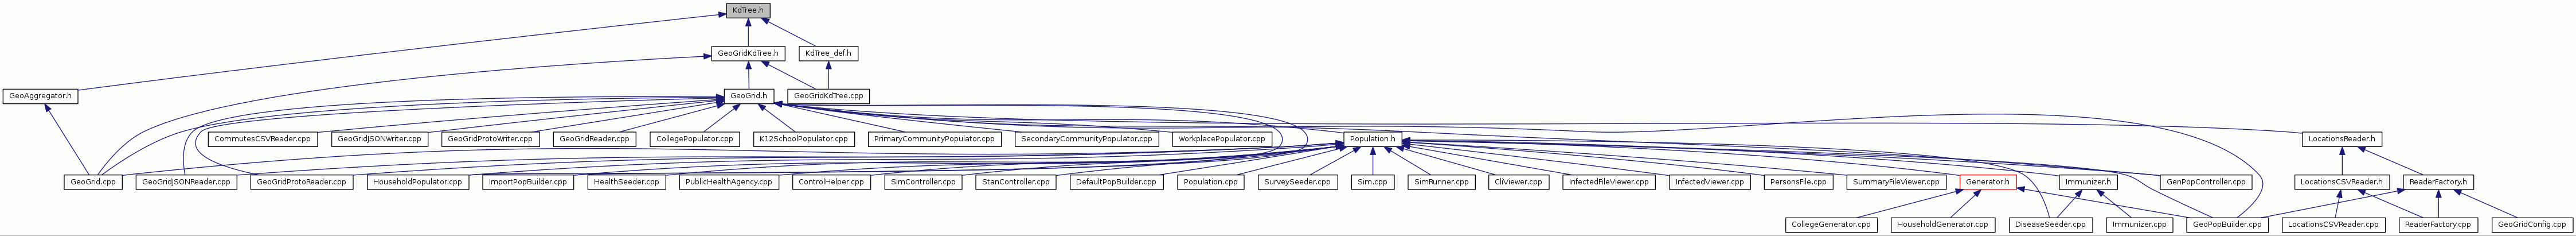 KdTree.h
GeoGridKdTree.h
KdTree_def.h
GeoAggregator.h
GeoGrid.h
GeoGridKdTree.cpp
CommutesCSVReader.cpp
GeoGridJSONWriter.cpp
GeoGridProtoWriter.cpp
GeoGridReader.cpp
CollegePopulator.cpp
K12SchoolPopulator.cpp
PrimaryCommunityPopulator.cpp
SecondaryCommunityPopulator.cpp
WorkplacePopulator.cpp
Population.h
LocationsReader.h
GeoGrid.cpp
GeoGridJSONReader.cpp
GeoGridProtoReader.cpp
HouseholdPopulator.cpp
ImportPopBuilder.cpp
HealthSeeder.cpp
PublicHealthAgency.cpp
ControlHelper.cpp
SimController.cpp
StanController.cpp
DefaultPopBuilder.cpp
Population.cpp
SurveySeeder.cpp
Sim.cpp
SimRunner.cpp
CliViewer.cpp
InfectedFileViewer.cpp
InfectedViewer.cpp
PersonsFile.cpp
SummaryFileViewer.cpp
Generator.h
Immunizer.h
GenPopController.cpp
LocationsCSVReader.h
ReaderFactory.h
CollegeGenerator.cpp
HouseholdGenerator.cpp
DiseaseSeeder.cpp
Immunizer.cpp
GeoPopBuilder.cpp
LocationsCSVReader.cpp
ReaderFactory.cpp
GeoGridConfig.cpp